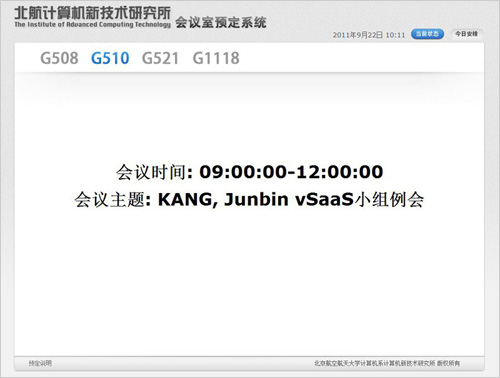 北航计算机新技术研究所 会议室预定系统
The Institute of Advanced Computing Technology
2011年9月22日 10:11 当前状态 今日安排
G508 G510 G521 G1118
会议时间: 09:00:00-12:00:00
会议主题: KANG, Junbin vSaaS小组例会
预定说明 北京航空航天大学计算机系计算机新技术研究所 版权所有